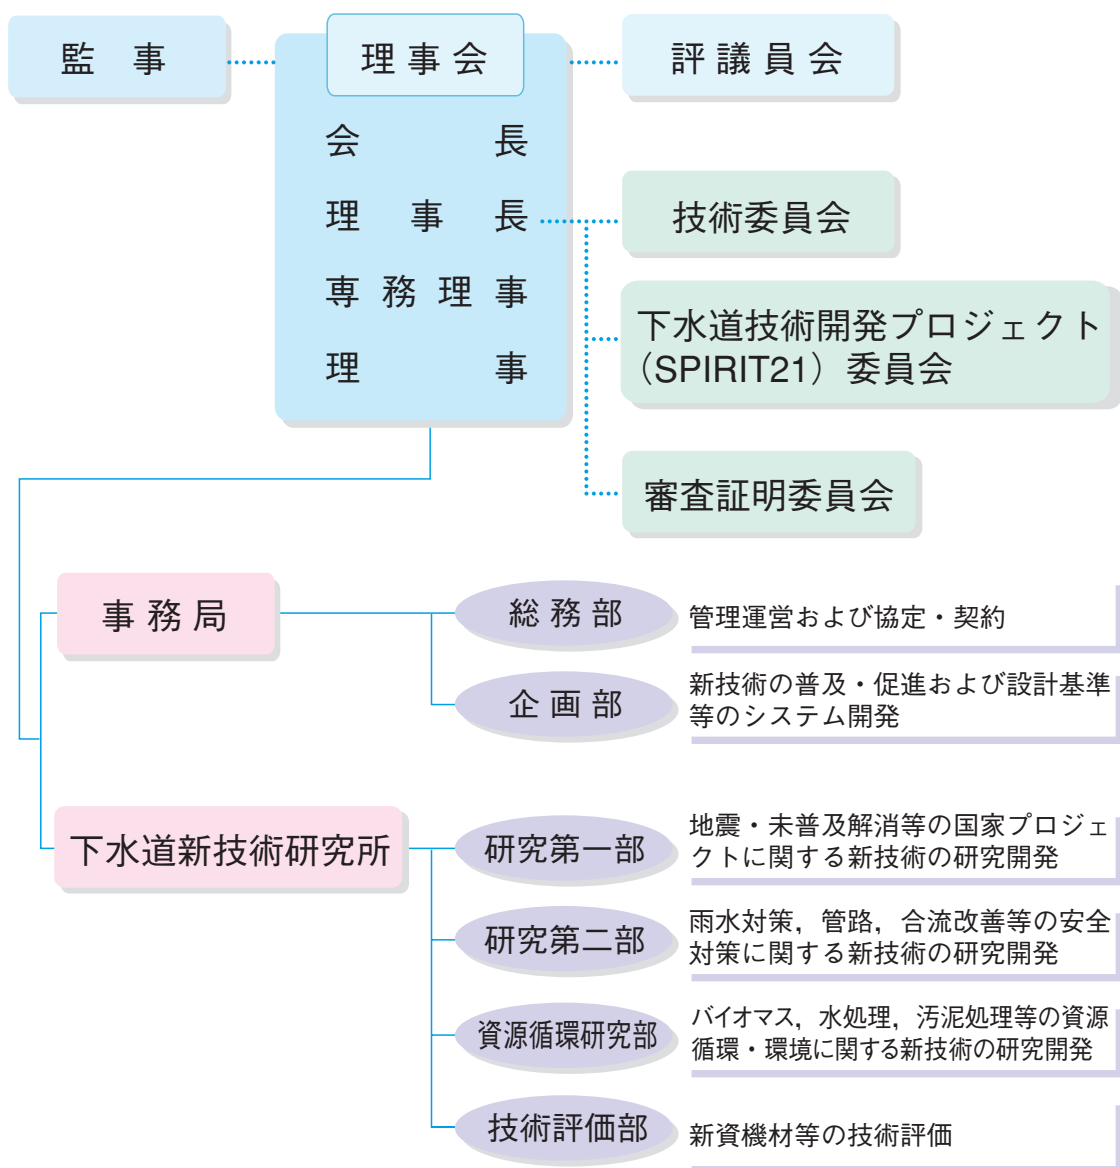 監事
理事会
評議員会
会長
理事長
専務理事
理事
技術委員会
下水道技術開発プロジェクト
(SPIRIT21)委員会
審査証明委員会
事務局
総務部
管理運営および協定・契約
企画部
新技術の普及・促進および設計基準
等のシステム開発
下水道新技術研究所
研究第一部
地震・未普及解消等の国家プロジェ
クトに関する新技術の研究開発
研究第二部
雨水対策，管路，合流改善等の安全
対策に関する新技術の研究開発
資源循環研究部
バイオマス，水処理，汚泥処理等の資源
循環・環境に関する新技術の研究開発
技術評価部
新資機材等の技術評価